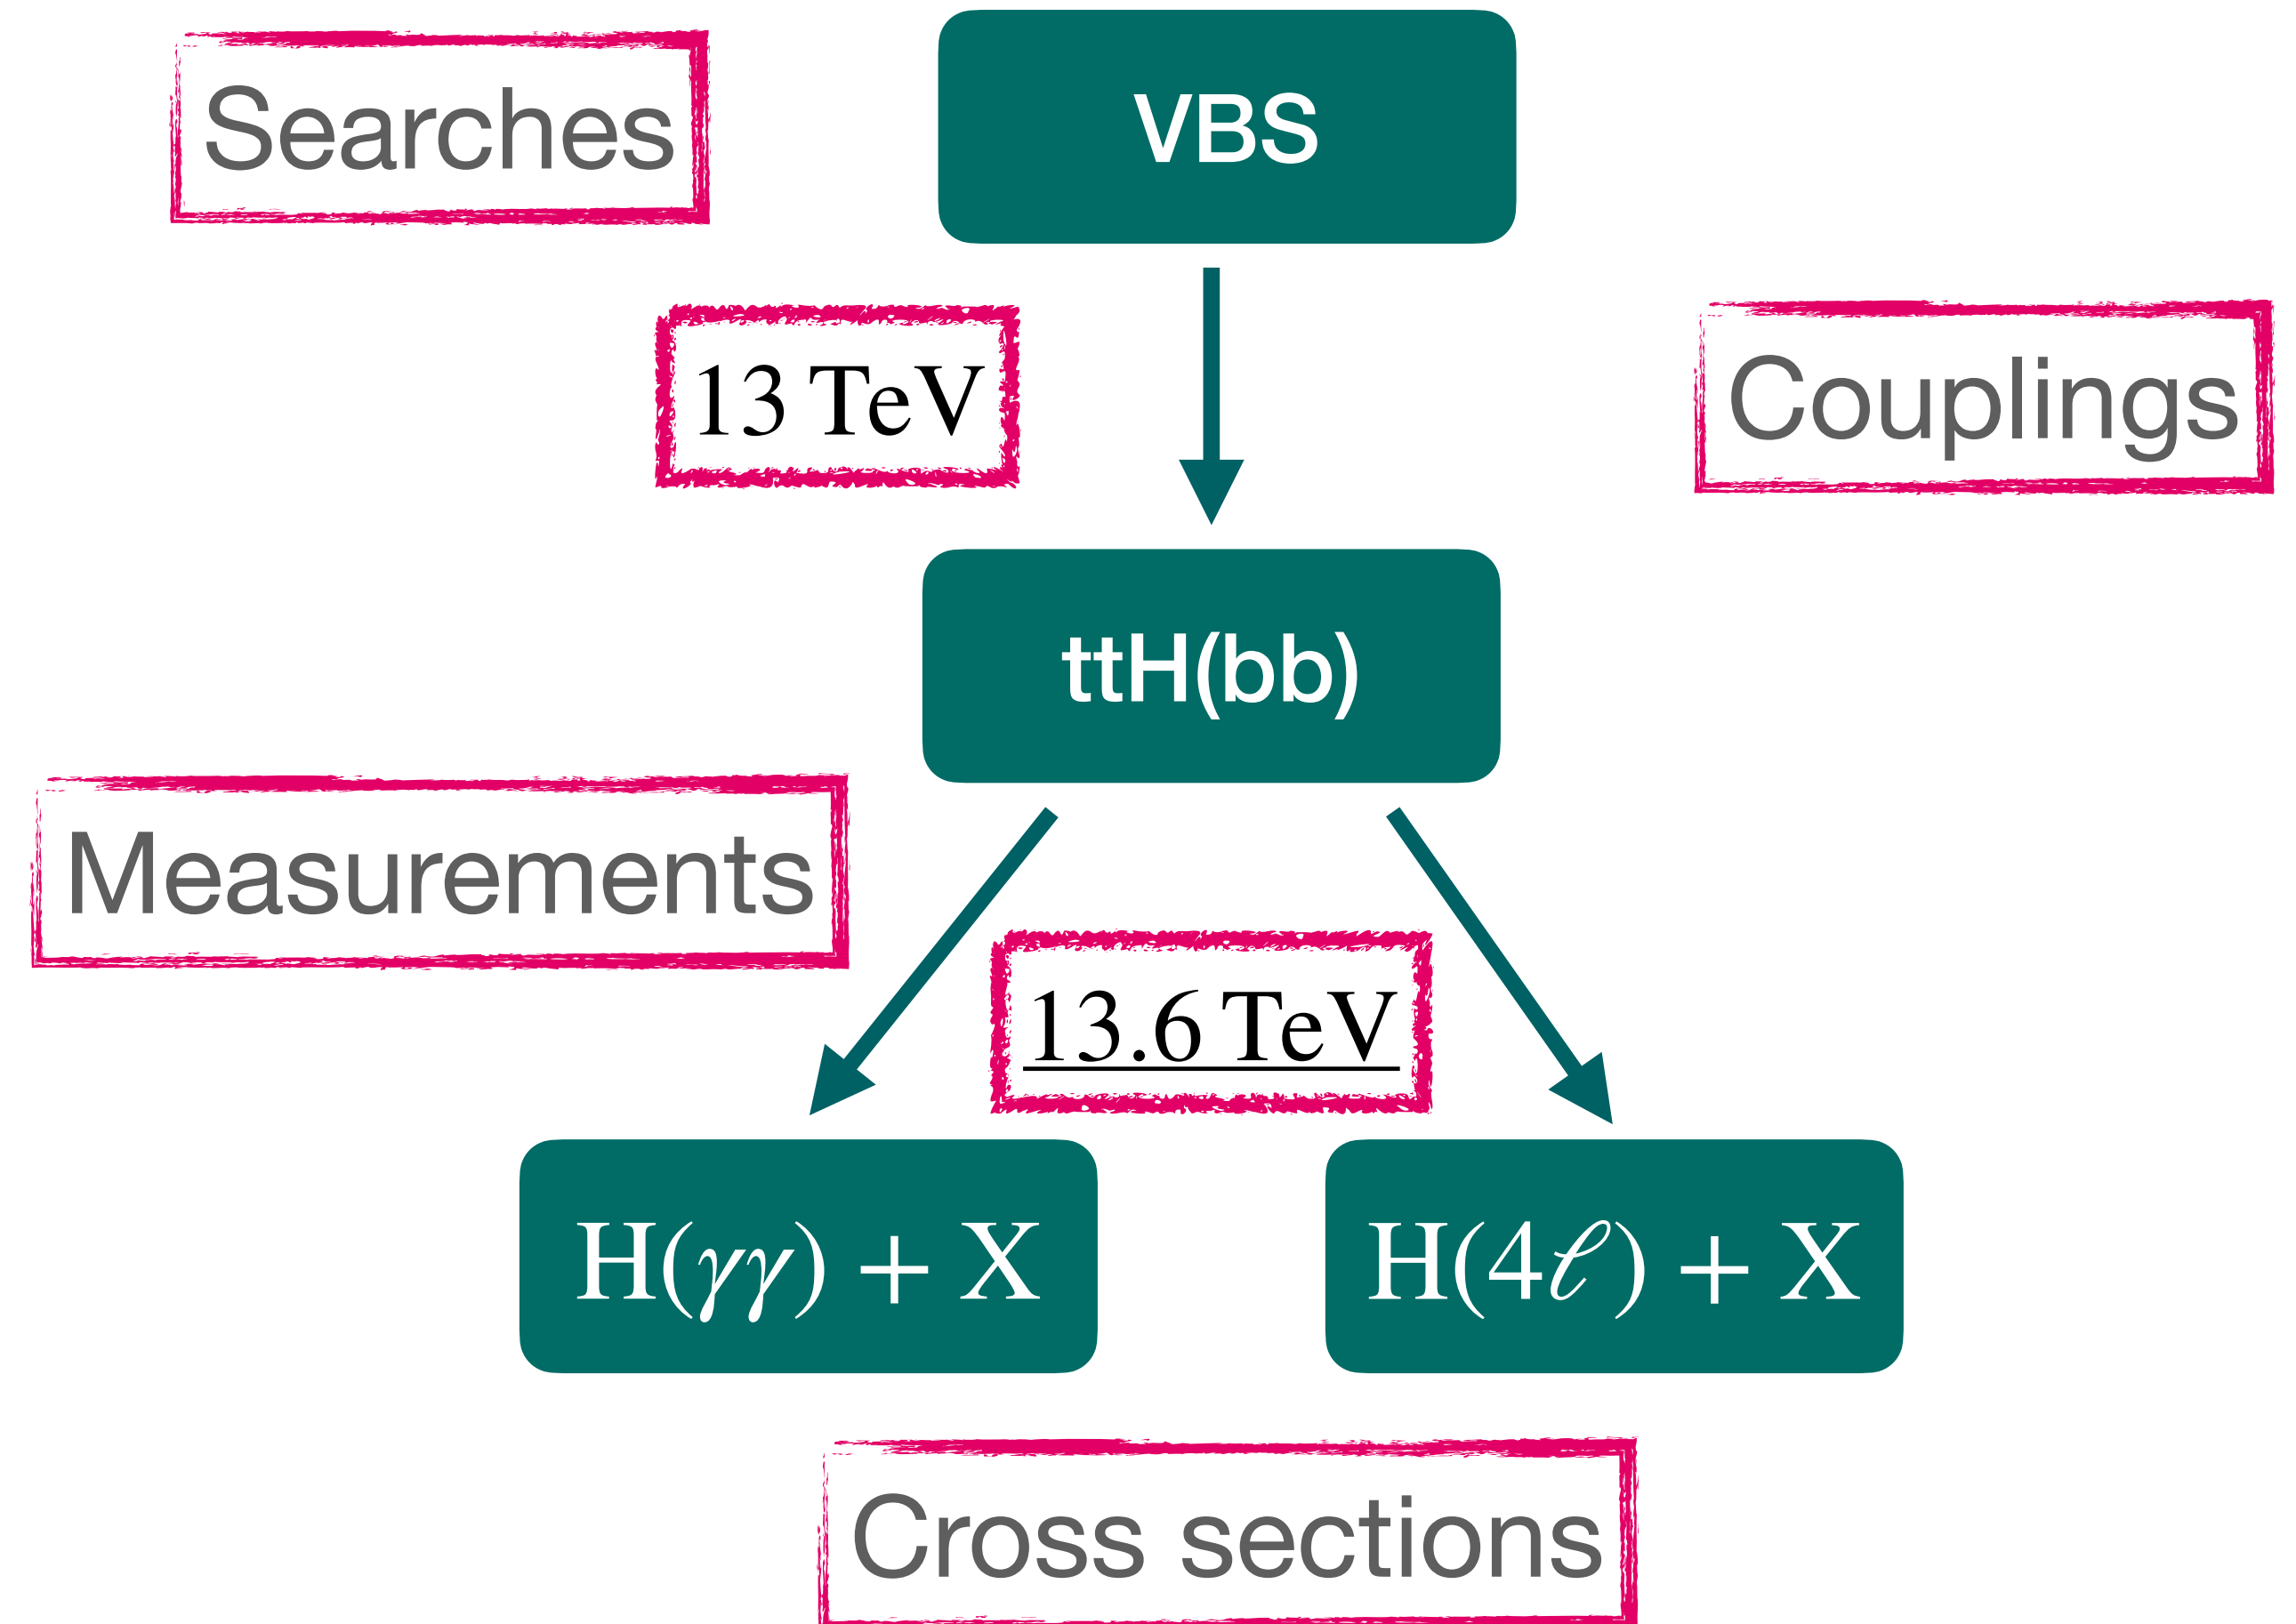 Searches
VBS
13 TeV
Couplings
ttH(bb)
Measurements
13.6 TeV
H(γγ) + X
H(4ℓ) + X
Cross sections